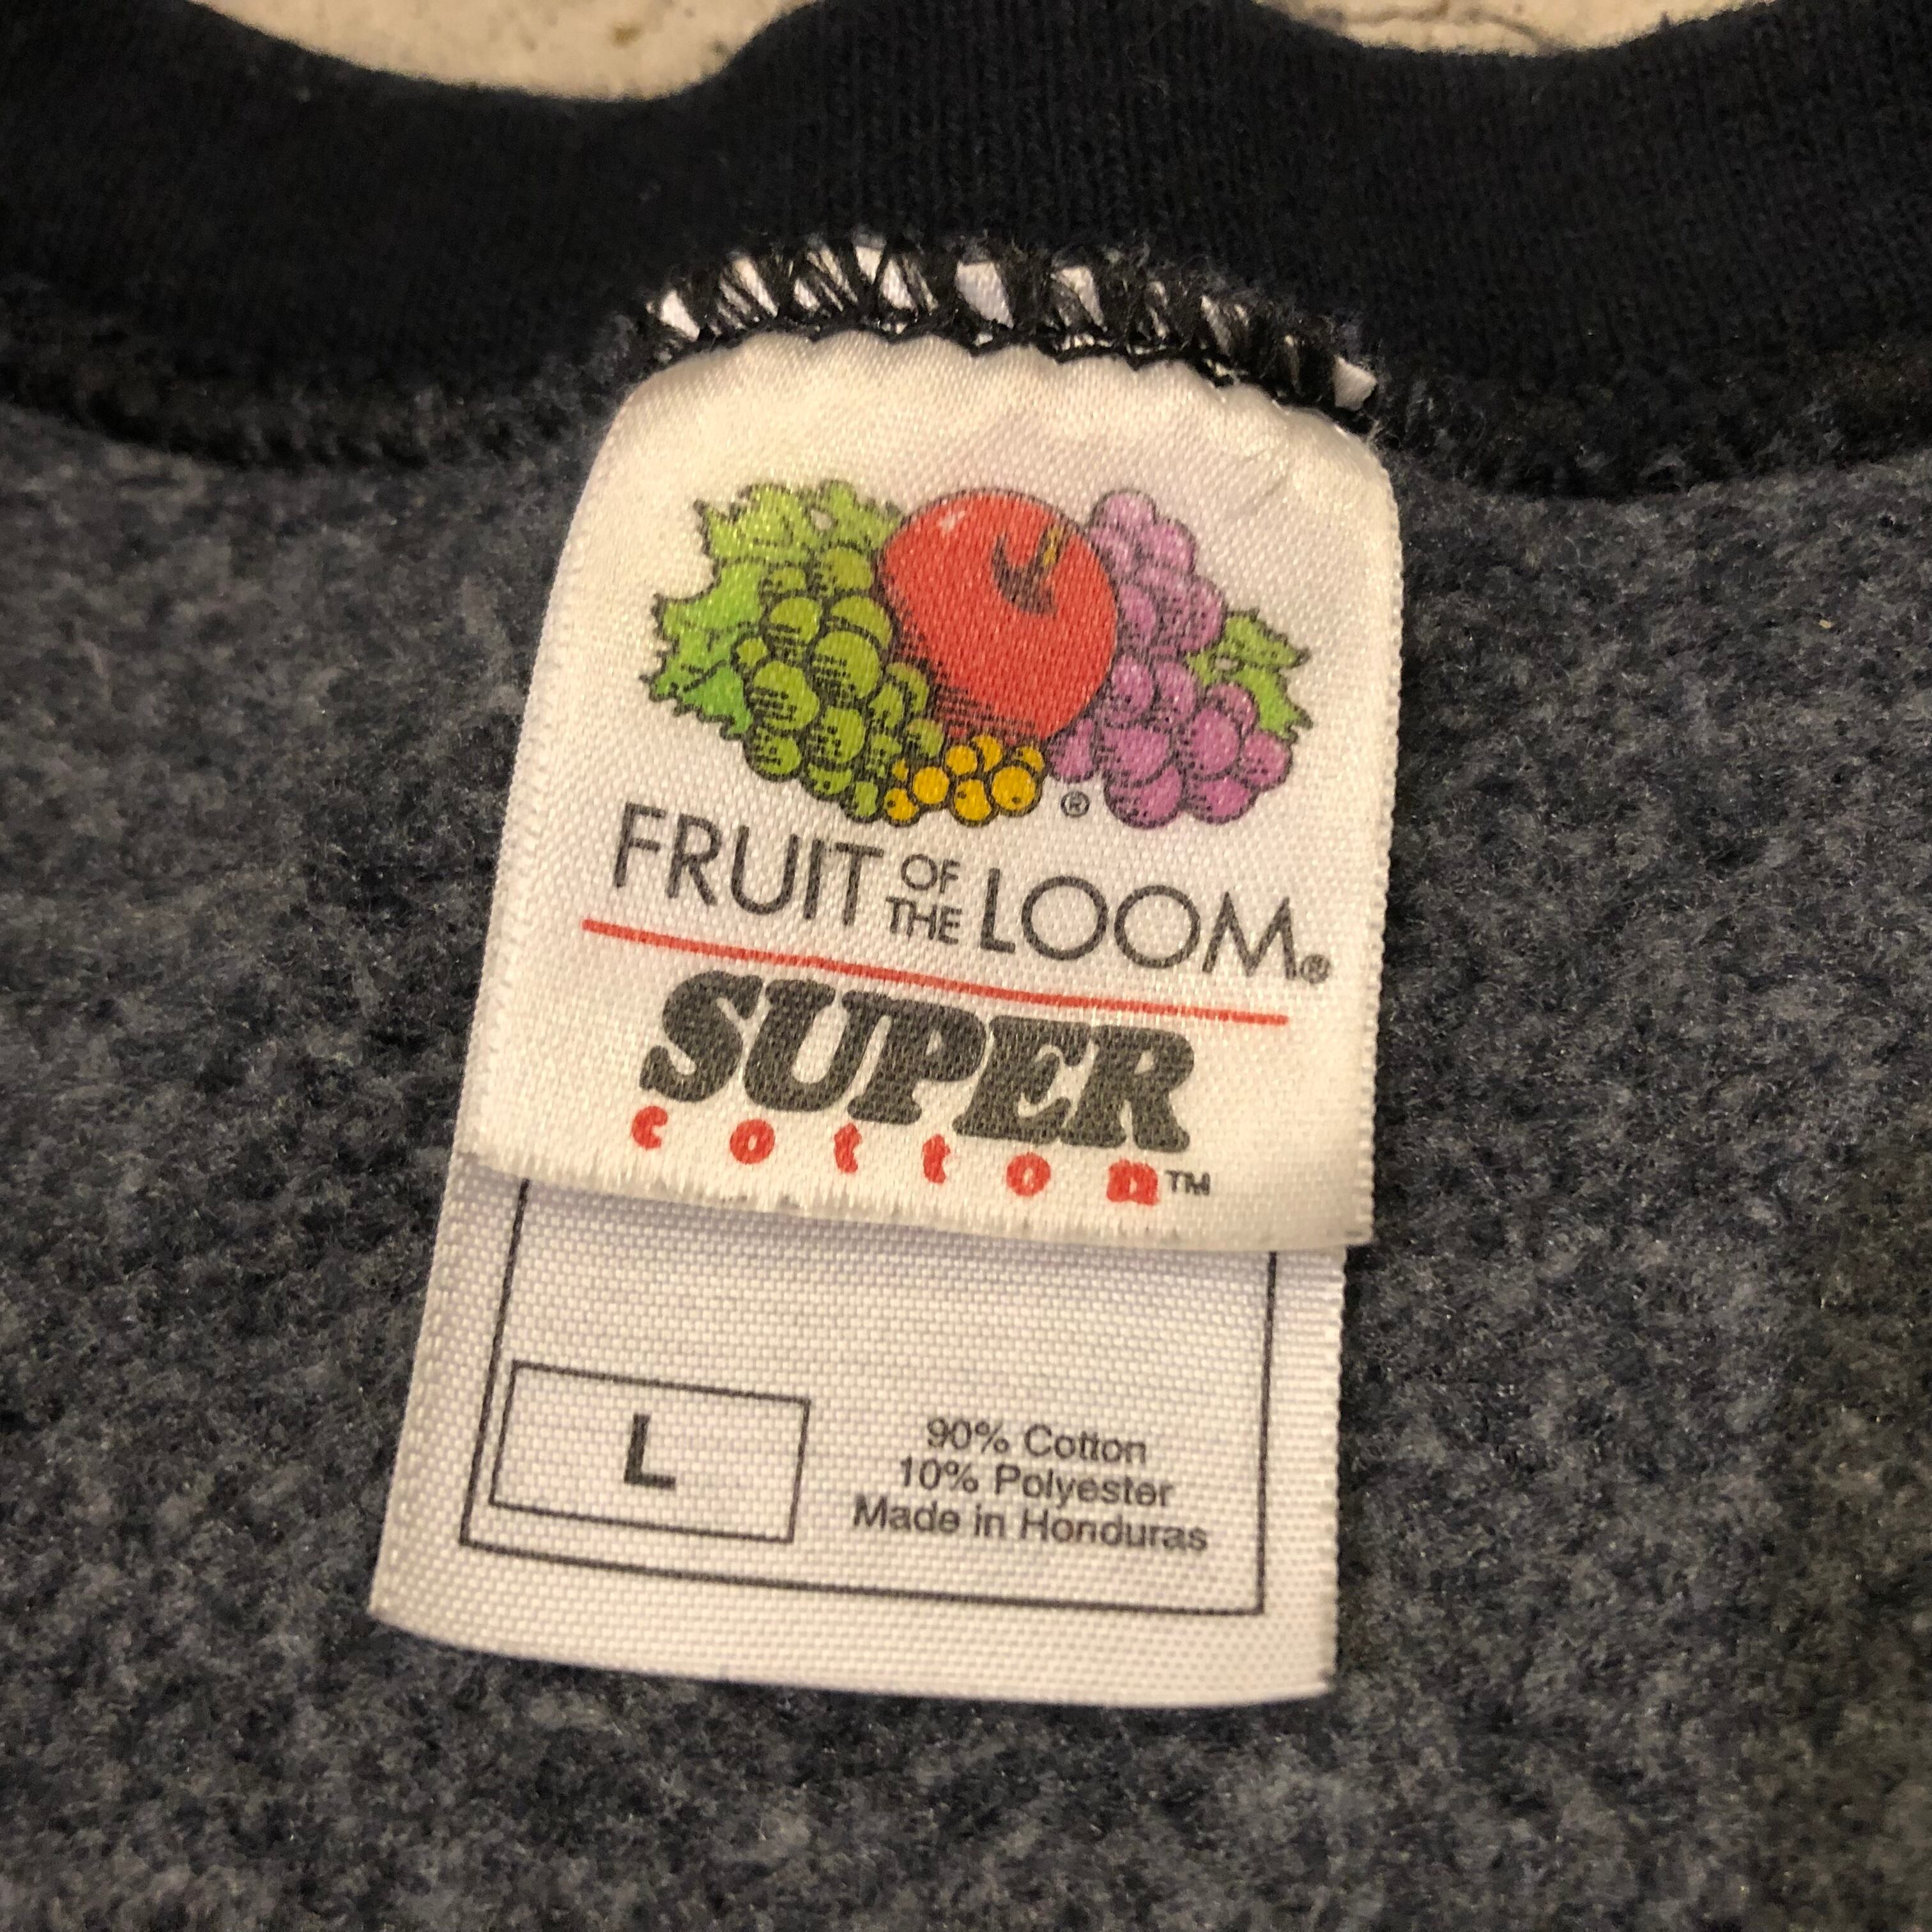 ®
FRUIT OF THE LOOM®
SUPER
cotton™
L
90% Cotton
10% Polyester
Made in Honduras